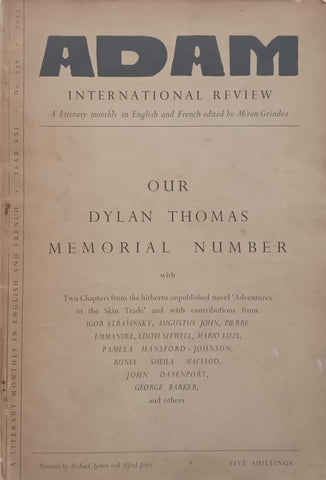 ADAM
INTERNATIONAL REVIEW
A Literary monthly in English and French edited by Miron Grindea
OUR
DYLAN THOMAS
MEMORIAL NUMBER
with
Two Chapters from the hitherto unpublished novel 'Adventures
in the Skin Trade' and with contributions from
IGOR STRAVINSKY, AUGUSTUS JOHN, PIERRE
EMMANUEL, EDITH SITWELL, MARIO LUZI,
PAMELA HANSFORD-JOHNSON,
RUNIA SHEILA MACLEOD,
JOHN DAVENPORT,
GEORGE BARKER,
and others
Portraits by Michael Ayrton and Alfred Janes
FIVE SHILLINGS
A LITERARY MONTHLY IN ENGLISH AND FRENCH • YEAR XXI • No. 238 • 1953